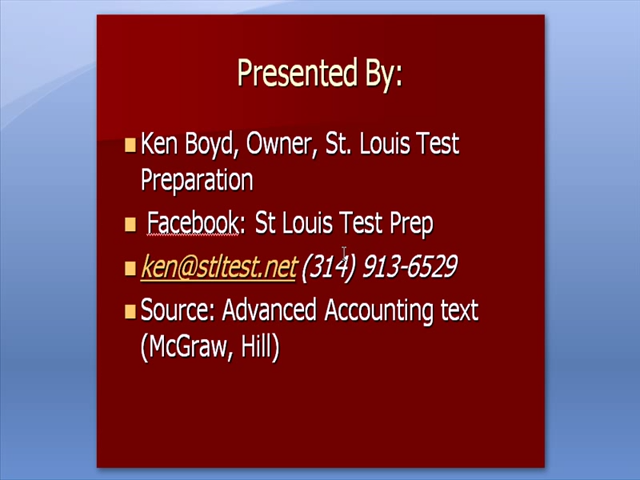 Presented By:
Ken Boyd, Owner, St. Louis Test
Preparation
Facebook: St Louis Test Prep
ken@stltest.net (314) 913-6529
Source: Advanced Accounting text
(McGraw, Hill)